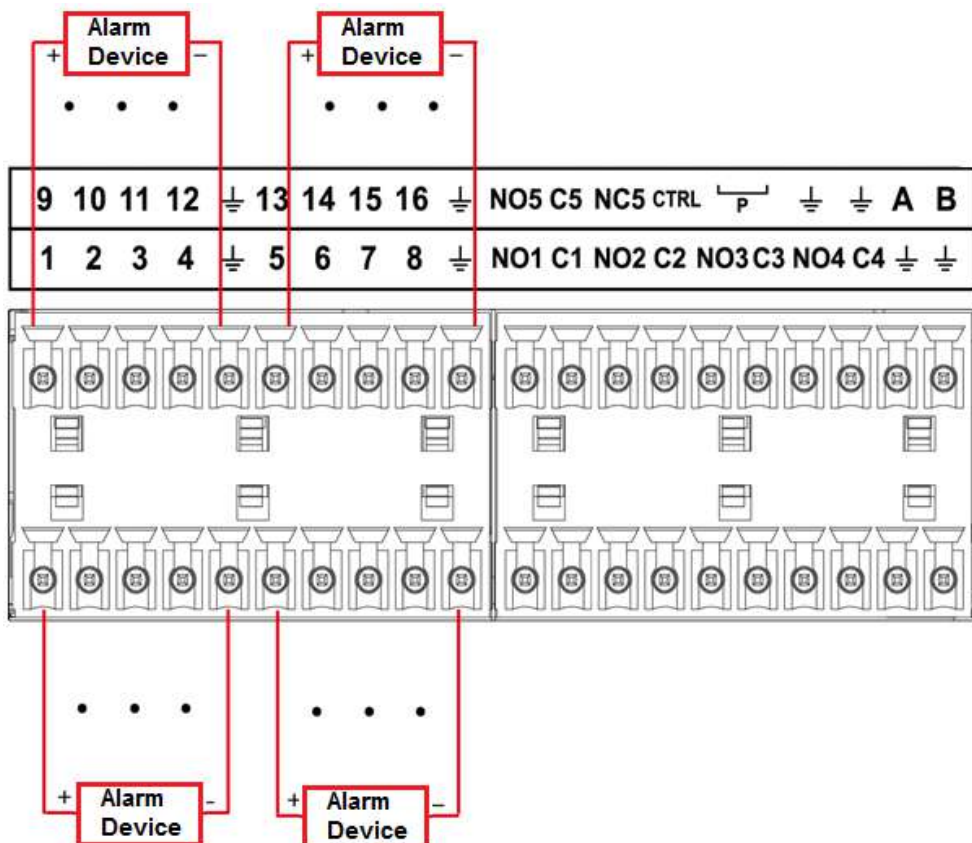 Alarm Device Alarm Device
+ − + −
9 10 11 12 ⏚ 13 14 15 16 ⏚ NO5 C5 NC5 CTRL P ⏚ ⏚ A B
1 2 3 4 ⏚ 5 6 7 8 ⏚ NO1 C1 NO2 C2 NO3 C3 NO4 C4 ⏚ ⏚
+ - + −
Alarm Device Alarm Device